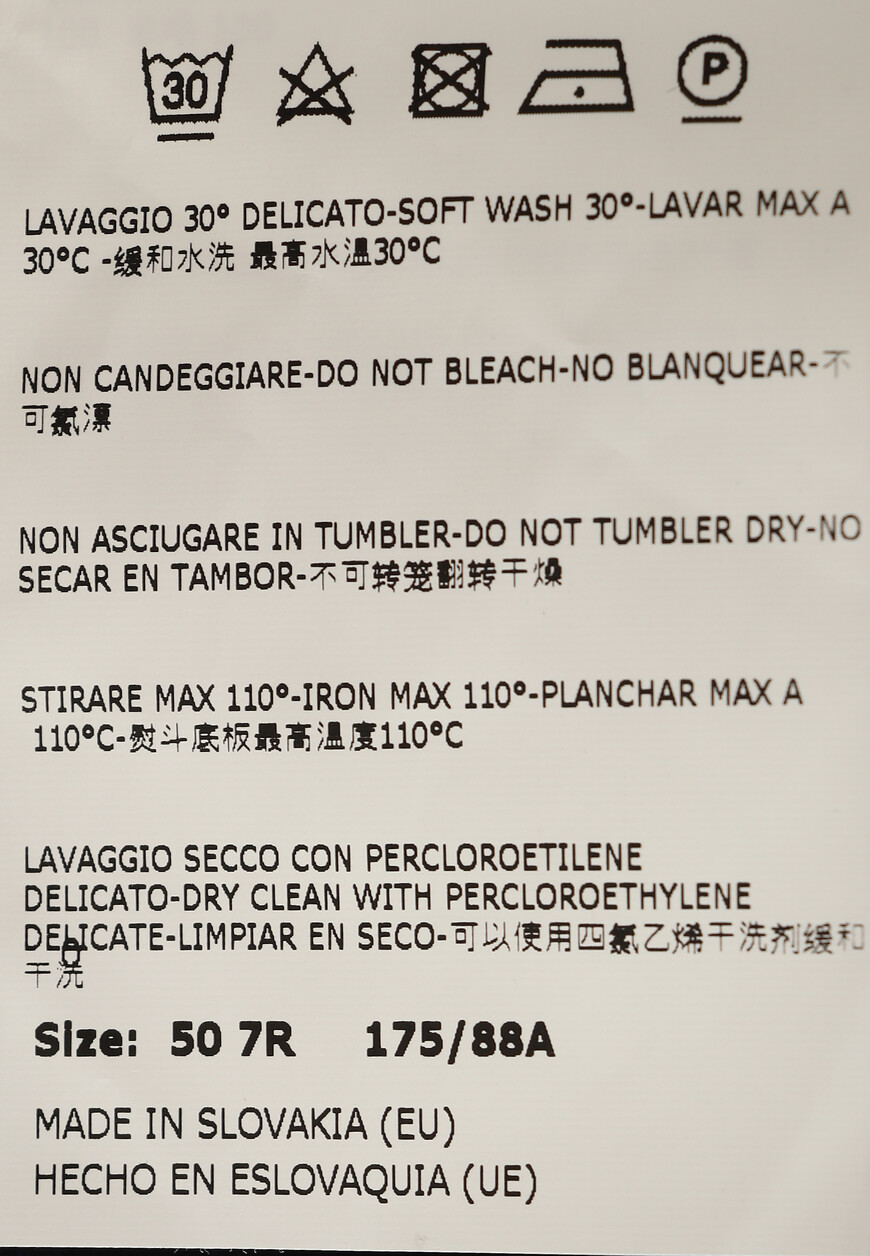 30
P
LAVAGGIO 30° DELICATO-SOFT WASH 30°-LAVAR MAX A
30°C -缓和水洗 最高水温30°C
NON CANDEGGIARE-DO NOT BLEACH-NO BLANQUEAR-不
可氯漂
NON ASCIUGARE IN TUMBLER-DO NOT TUMBLER DRY-NO
SECAR EN TAMBOR-不可转笼翻转干燥
STIRARE MAX 110°-IRON MAX 110°-PLANCHAR MAX A
110°C-熨斗底板最高温度110°C
LAVAGGIO SECCO CON PERCLOROETILENE
DELICATO-DRY CLEAN WITH PERCLOROETHYLENE
DELICATE-LIMPIAR EN SECO-可以使用四氯乙烯干洗剂缓和
干洗
Size: 50 7R 175/88A
MADE IN SLOVAKIA (EU)
HECHO EN ESLOVAQUIA (UE)